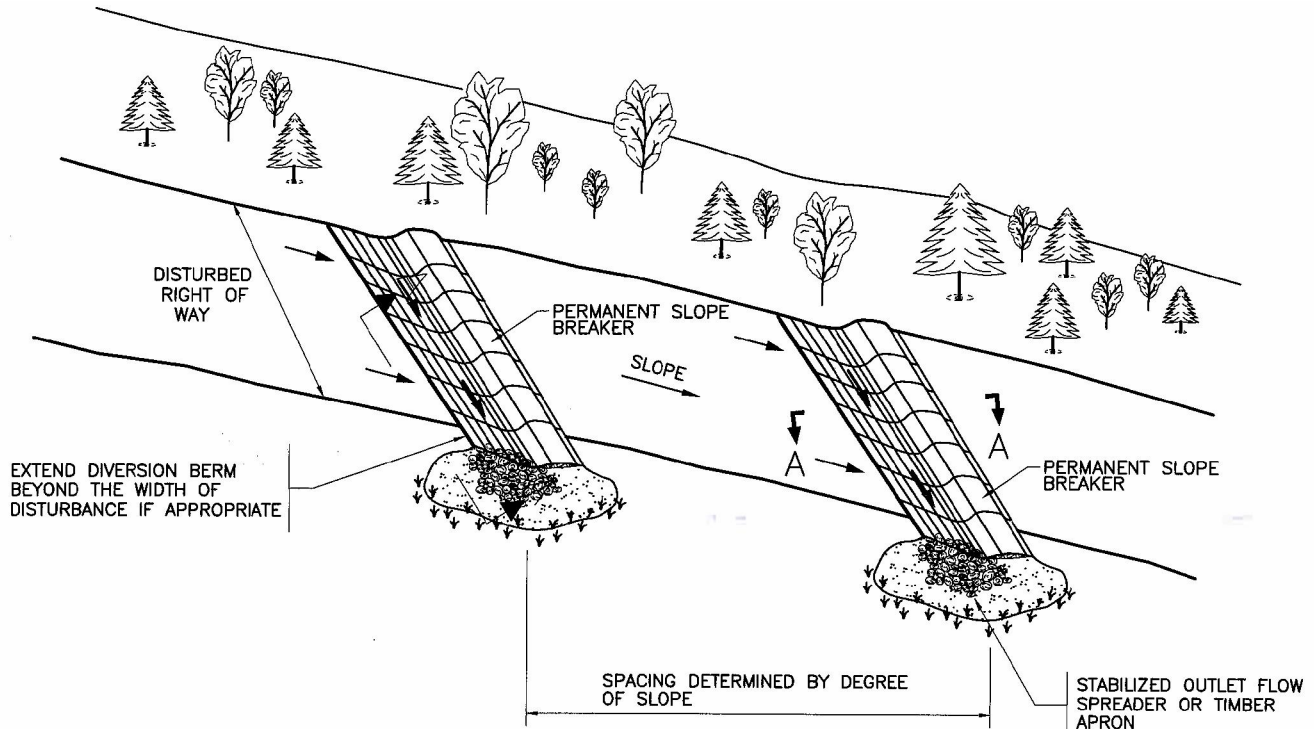 DISTURBED
RIGHT OF
WAY
PERMANENT SLOPE
BREAKER
SLOPE
A
A
PERMANENT SLOPE
BREAKER
EXTEND DIVERSION BERM
BEYOND THE WIDTH OF
DISTURBANCE IF APPROPRIATE
SPACING DETERMINED BY DEGREE
OF SLOPE
STABILIZED OUTLET FLOW
SPREADER OR TIMBER
APRON